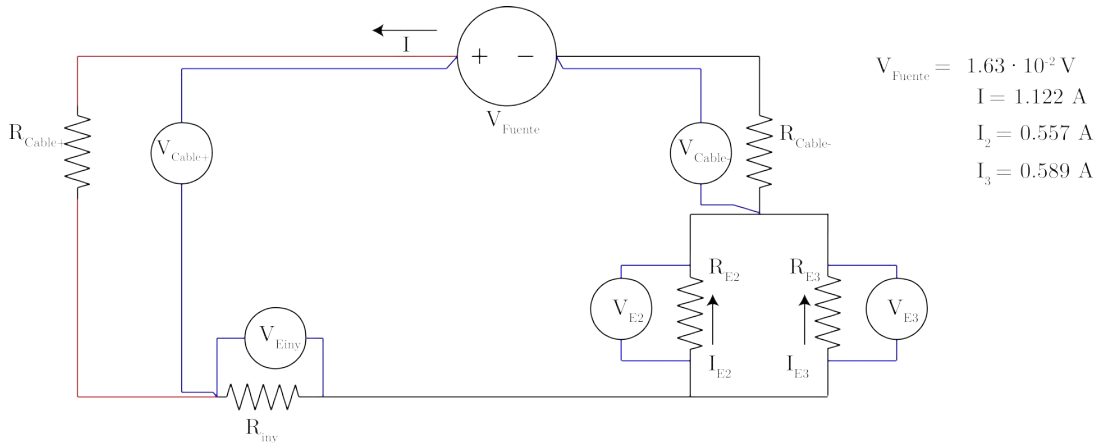 I
+ −
V_Fuente
V_Fuente = 1.63 · 10⁻² V
I = 1.122 A
I_2 = 0.557 A
I_3 = 0.589 A
R_Cable+
V_Cable+
V_Cable-
R_Cable-
R_E2
R_E3
V_E2
V_E3
I_E2
I_E3
V_Einy
R_iny